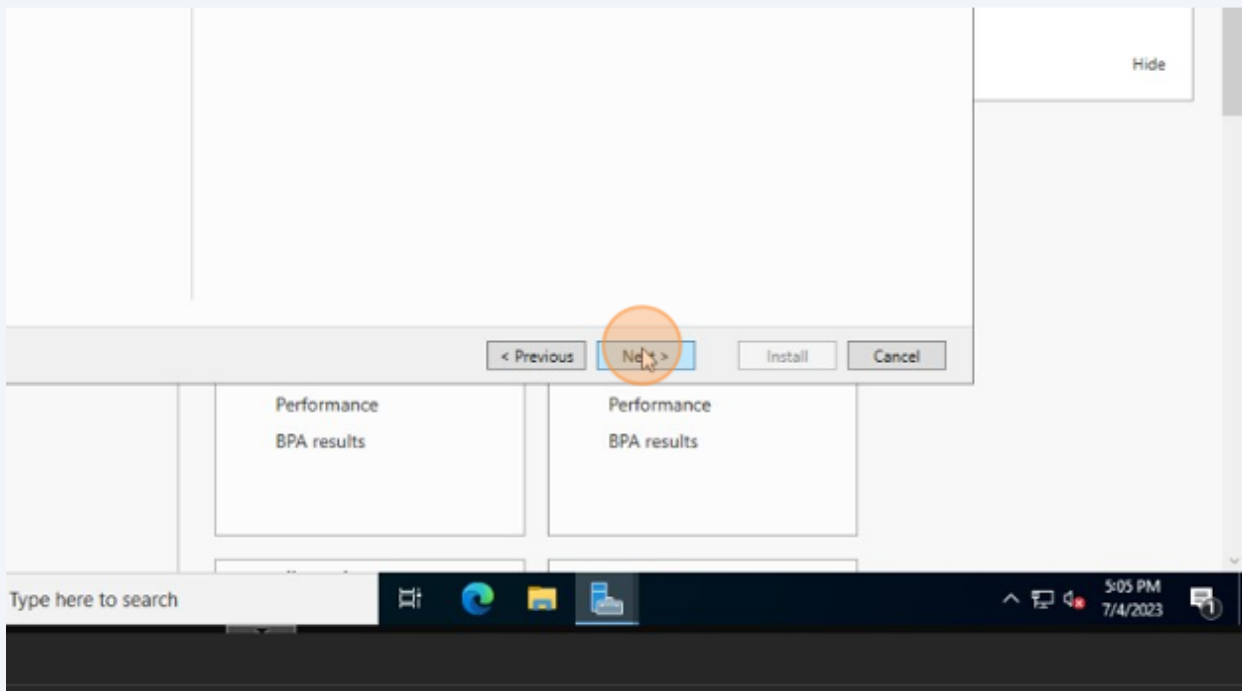 Hide
< Previous Next > Install Cancel
Performance Performance
BPA results BPA results
Type here to search
5:05 PM
7/4/2023
1